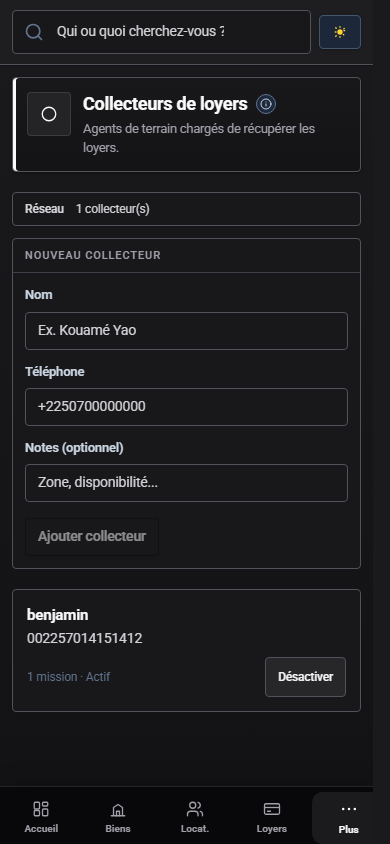 Qui ou quoi cherchez-vous ?
Collecteurs de loyers
Agents de terrain chargés de récupérer les
loyers.
Réseau 1 collecteur(s)
NOUVEAU COLLECTEUR
Nom
Ex. Kouamé Yao
Téléphone
+2250700000000
Notes (optionnel)
Zone, disponibilité...
Ajouter collecteur
benjamin
002257014151412
1 mission · Actif
Désactiver
Accueil
Biens
Locat.
Loyers
Plus